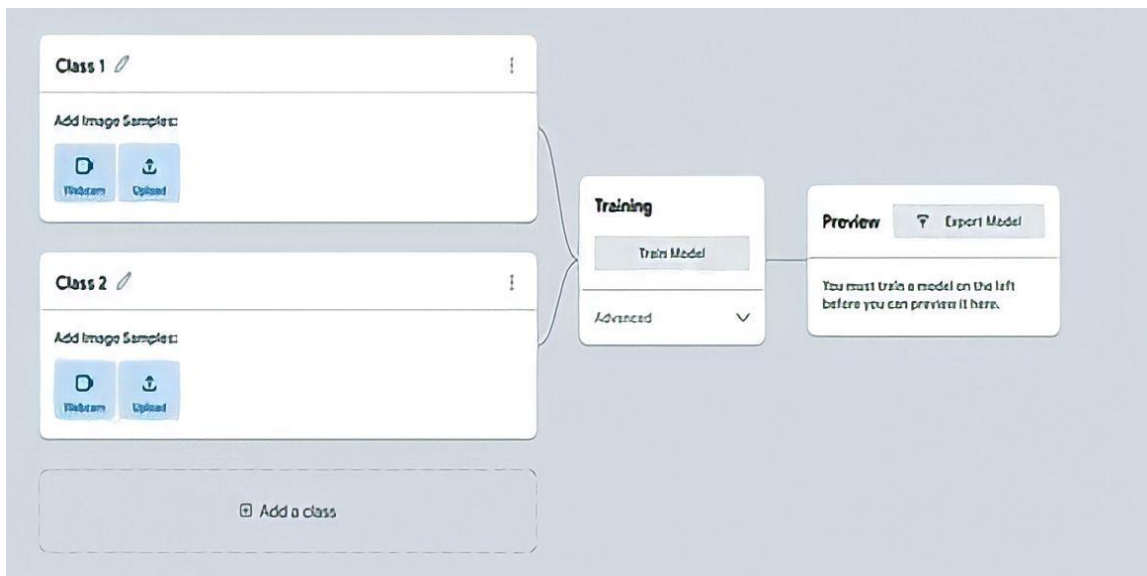 Class 1
Add Image Samples:
Webcam
Upload
Class 2
Add Image Samples:
Webcam
Upload
Add a class
Training
Train Model
Advanced
Preview
Export Model
You must train a model on the left
before you can preview it here.